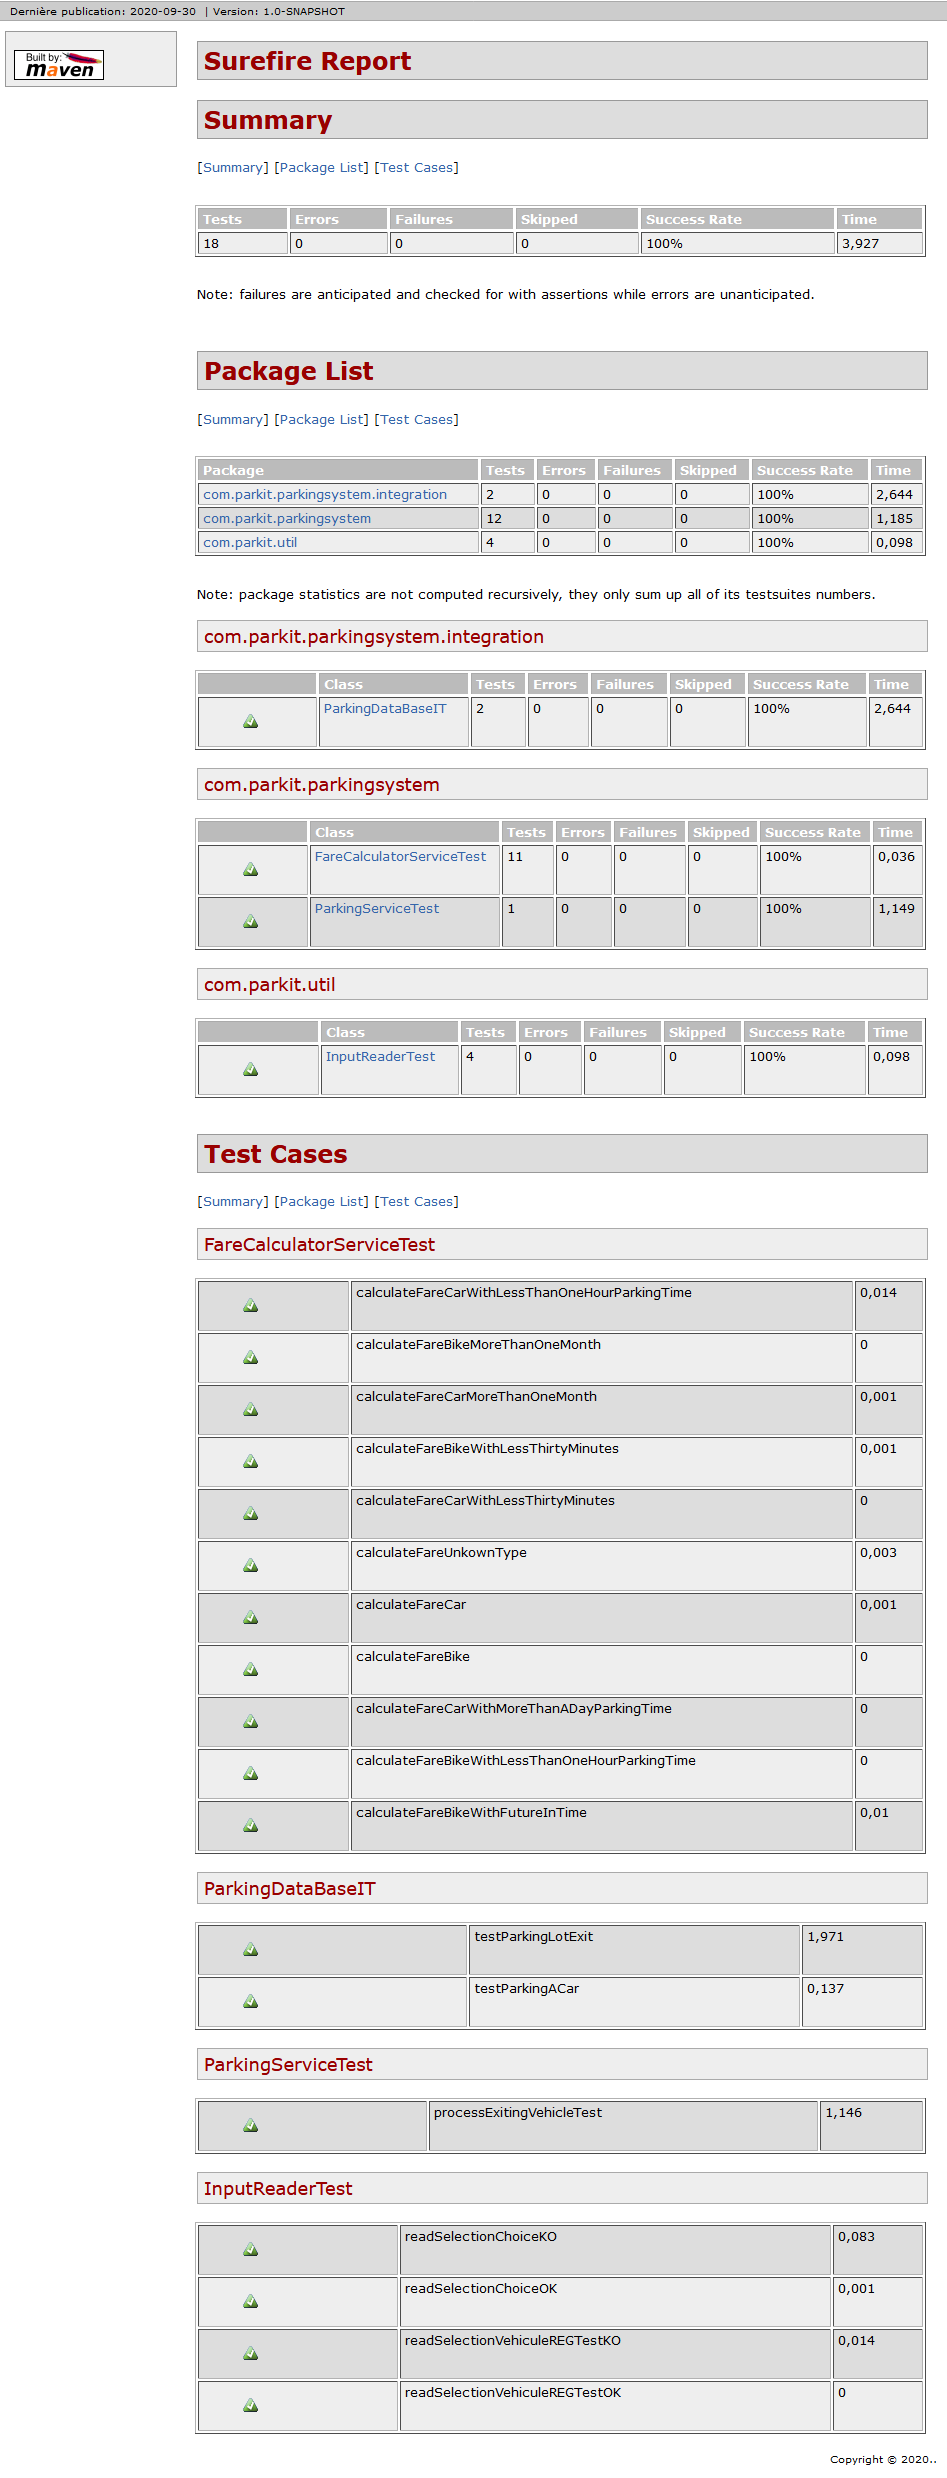 Dernière publication: 2020-09-30 | Version: 1.0-SNAPSHOT
Built by:
maven
Surefire Report
Summary
[Summary] [Package List] [Test Cases]
Tests Errors Failures Skipped Success Rate Time
18 0 0 0 100% 3,927
Note: failures are anticipated and checked for with assertions while errors are unanticipated.
Package List
[Summary] [Package List] [Test Cases]
Package Tests Errors Failures Skipped Success Rate Time
com.parkit.parkingsystem.integration 2 0 0 0 100% 2,644
com.parkit.parkingsystem 12 0 0 0 100% 1,185
com.parkit.util 4 0 0 0 100% 0,098
Note: package statistics are not computed recursively, they only sum up all of its testsuites numbers.
com.parkit.parkingsystem.integration
Class Tests Errors Failures Skipped Success Rate Time
ParkingDataBaseIT 2 0 0 0 100% 2,644
com.parkit.parkingsystem
Class Tests Errors Failures Skipped Success Rate Time
FareCalculatorServiceTest 11 0 0 0 100% 0,036
ParkingServiceTest 1 0 0 0 100% 1,149
com.parkit.util
Class Tests Errors Failures Skipped Success Rate Time
InputReaderTest 4 0 0 0 100% 0,098
Test Cases
[Summary] [Package List] [Test Cases]
FareCalculatorServiceTest
calculateFareCarWithLessThanOneHourParkingTime 0,014
calculateFareBikeMoreThanOneMonth 0
calculateFareCarMoreThanOneMonth 0,001
calculateFareBikeWithLessThirtyMinutes 0,001
calculateFareCarWithLessThirtyMinutes 0
calculateFareUnkownType 0,003
calculateFareCar 0,001
calculateFareBike 0
calculateFareCarWithMoreThanADayParkingTime 0
calculateFareBikeWithLessThanOneHourParkingTime 0
calculateFareBikeWithFutureInTime 0,01
ParkingDataBaseIT
testParkingLotExit 1,971
testParkingACar 0,137
ParkingServiceTest
processExitingVehicleTest 1,146
InputReaderTest
readSelectionChoiceKO 0,083
readSelectionChoiceOK 0,001
readSelectionVehiculeREGTestKO 0,014
readSelectionVehiculeREGTestOK 0
Copyright © 2020..